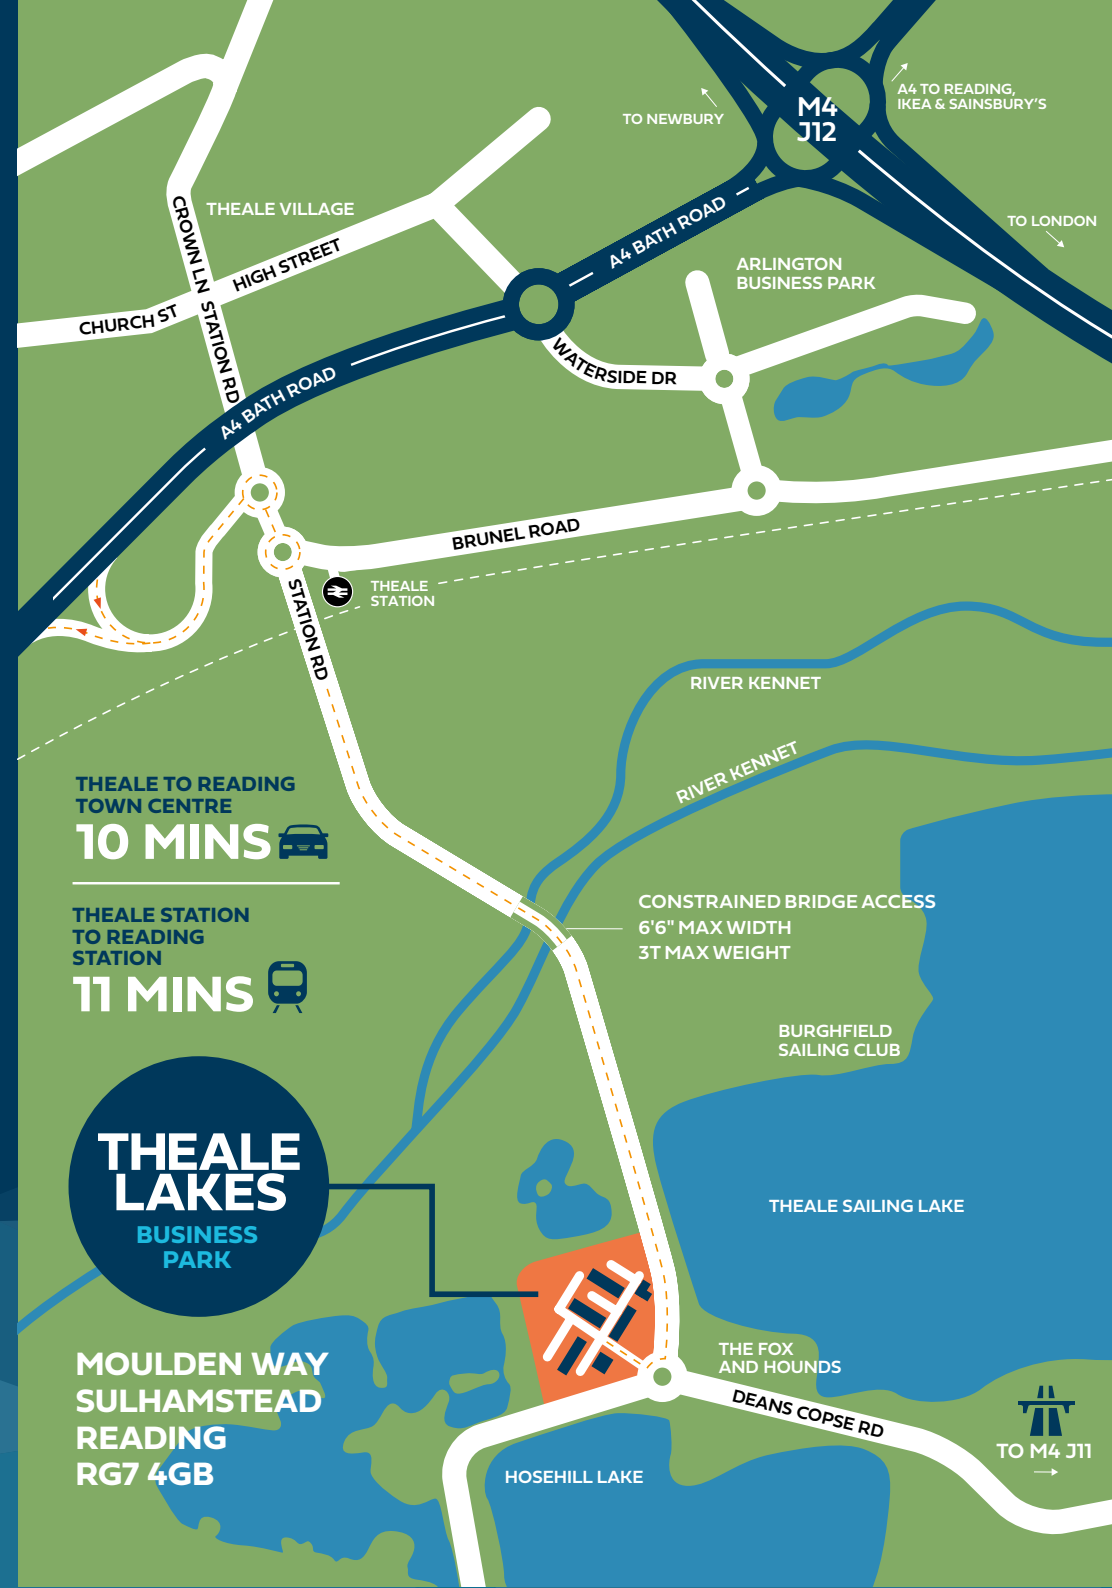 M4
J12
A4 TO READING,
IKEA & SAINSBURY'S
TO NEWBURY
TO LONDON
THEALE VILLAGE
CROWN LN
HIGH STREET
A4 BATH ROAD
ARLINGTON
BUSINESS PARK
CHURCH ST
STATION RD
WATERSIDE DR
A4 BATH ROAD
BRUNEL ROAD
THEALE
STATION
STATION RD
RIVER KENNET
RIVER KENNET
THEALE TO READING
TOWN CENTRE
10 MINS
THEALE STATION
TO READING
STATION
11 MINS
CONSTRAINED BRIDGE ACCESS
6'6" MAX WIDTH
3T MAX WEIGHT
BURGHFIELD
SAILING CLUB
THEALE
LAKES
BUSINESS
PARK
THEALE SAILING LAKE
MOULDEN WAY
SULHAMSTEAD
READING
RG7 4GB
THE FOX
AND HOUNDS
DEANS COPSE RD
TO M4 J11
HOSEHILL LAKE